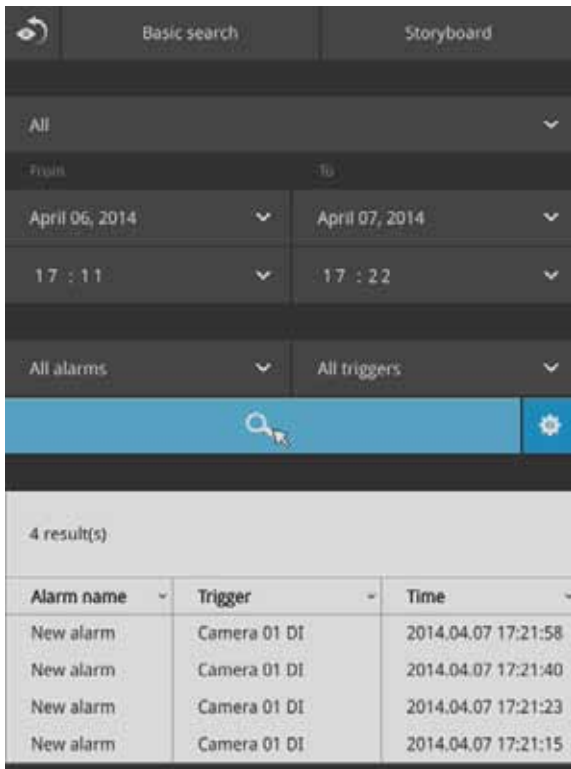 Basic search Storyboard
All
From To
April 06, 2014 April 07, 2014
17 : 11 17 : 22
All alarms All triggers
4 result(s)
Alarm name Trigger Time
New alarm Camera 01 DI 2014.04.07 17:21:58
New alarm Camera 01 DI 2014.04.07 17:21:40
New alarm Camera 01 DI 2014.04.07 17:21:23
New alarm Camera 01 DI 2014.04.07 17:21:15